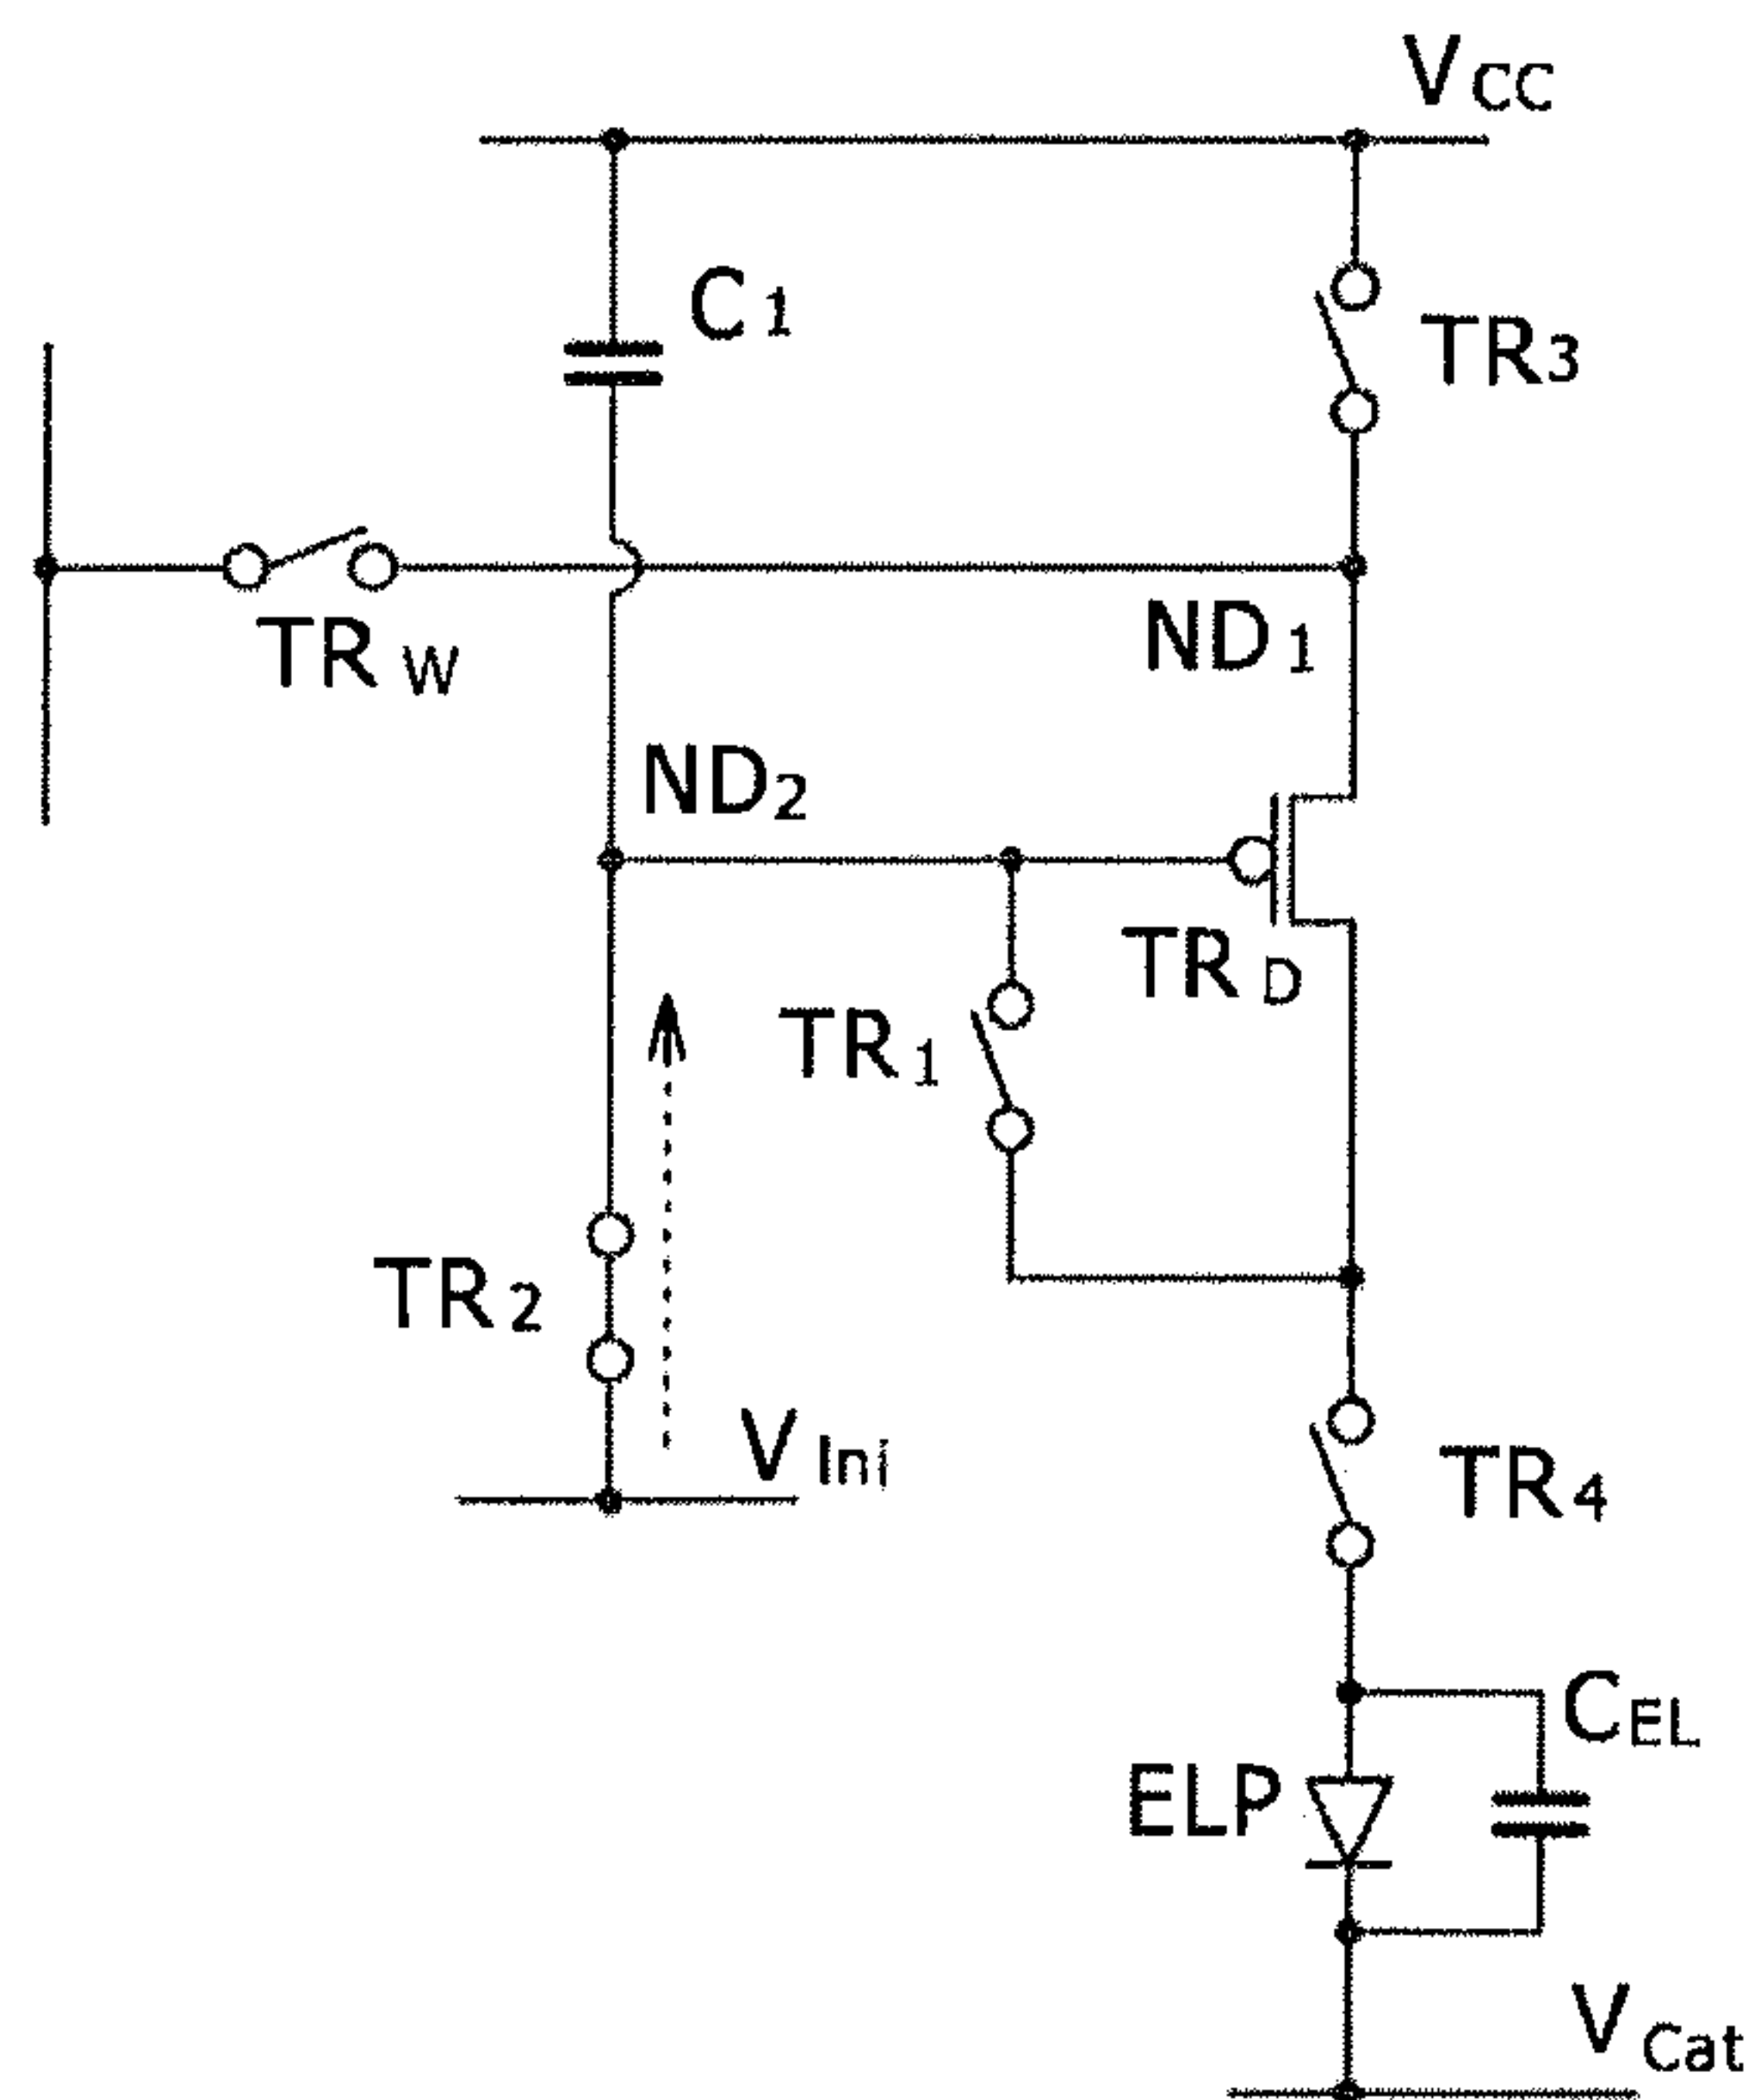 VCC
C1
TR3
TRW
ND1
ND2
TRD
TR1
TR2
VIni
TR4
CEL
ELP
VCat